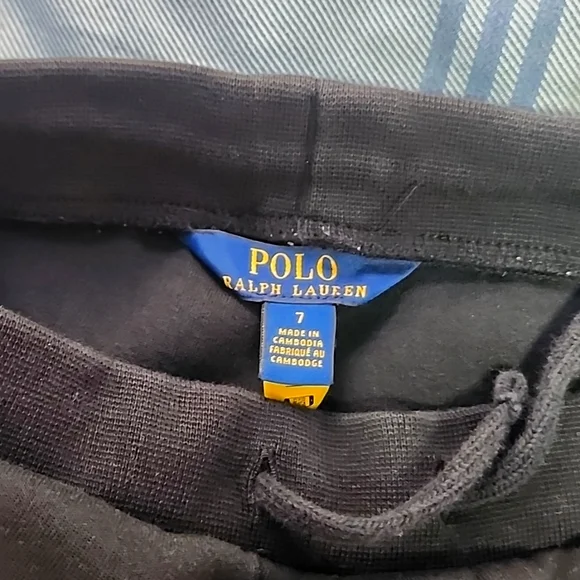 POLO
RALPH LAUREN
7
MADE IN
CAMBODIA
FABRIQUÉ AU
CAMBODGE